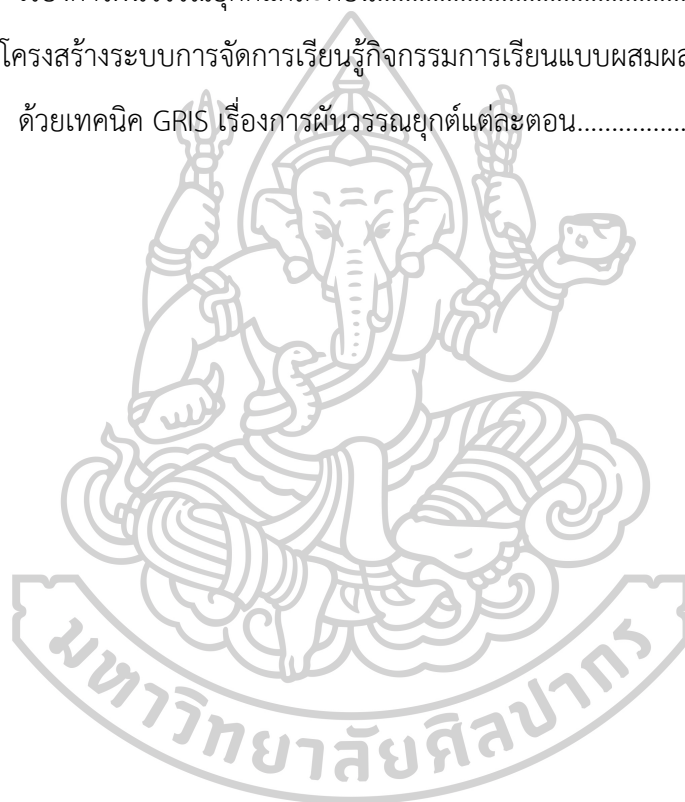 โครงสร้างระบบการจัดการเรียนรู้กิจกรรมการเรียนแบบผสมผส
ด้วยเทคนิค GRIS เรื่องการผันวรรณยุกต์แต่ละตอน.................
มหาวิทยาลัยศิลปากร